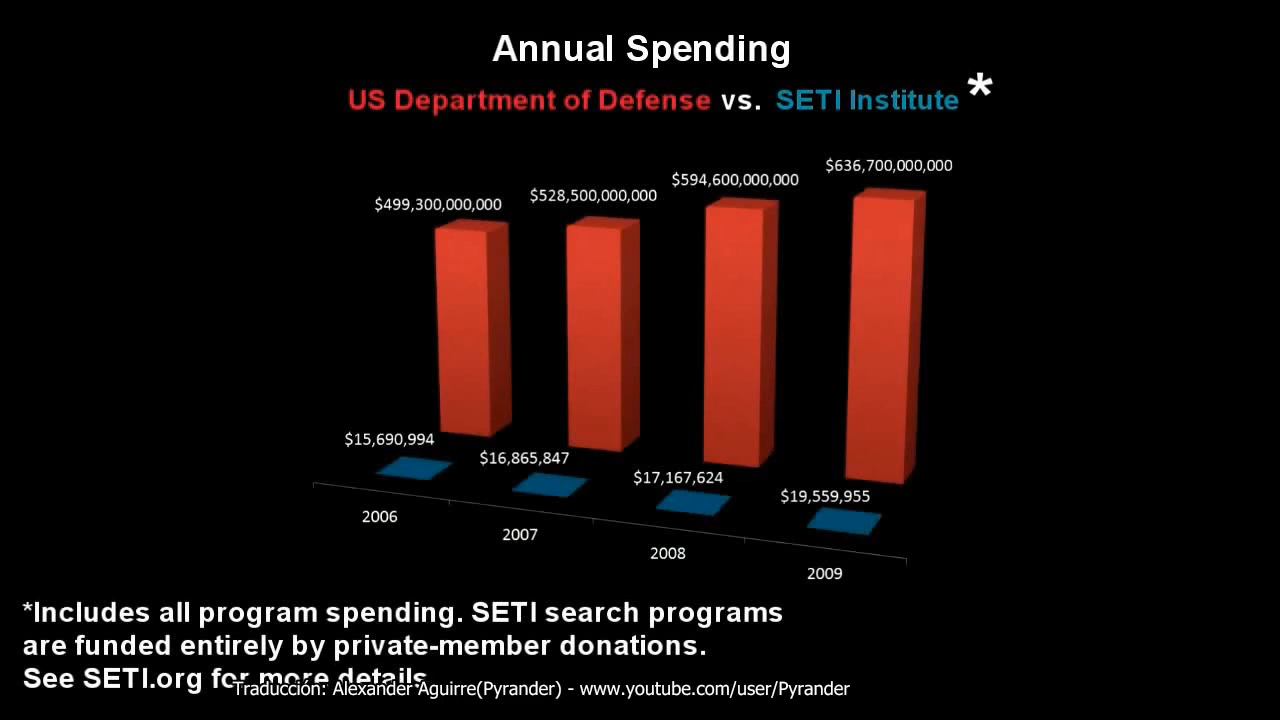 Annual Spending
US Department of Defense vs. SETI Institute *
$499,300,000,000
$528,500,000,000
$594,600,000,000
$636,700,000,000
$15,690,994
$16,865,847
$17,167,624
$19,559,955
2006
2007
2008
2009
*Includes all program spending. SETI search programs
are funded entirely by private-member donations.
See SETI.org for more details
Traducción: Alexander Aguirre(Pyrander) - www.youtube.com/user/Pyrander